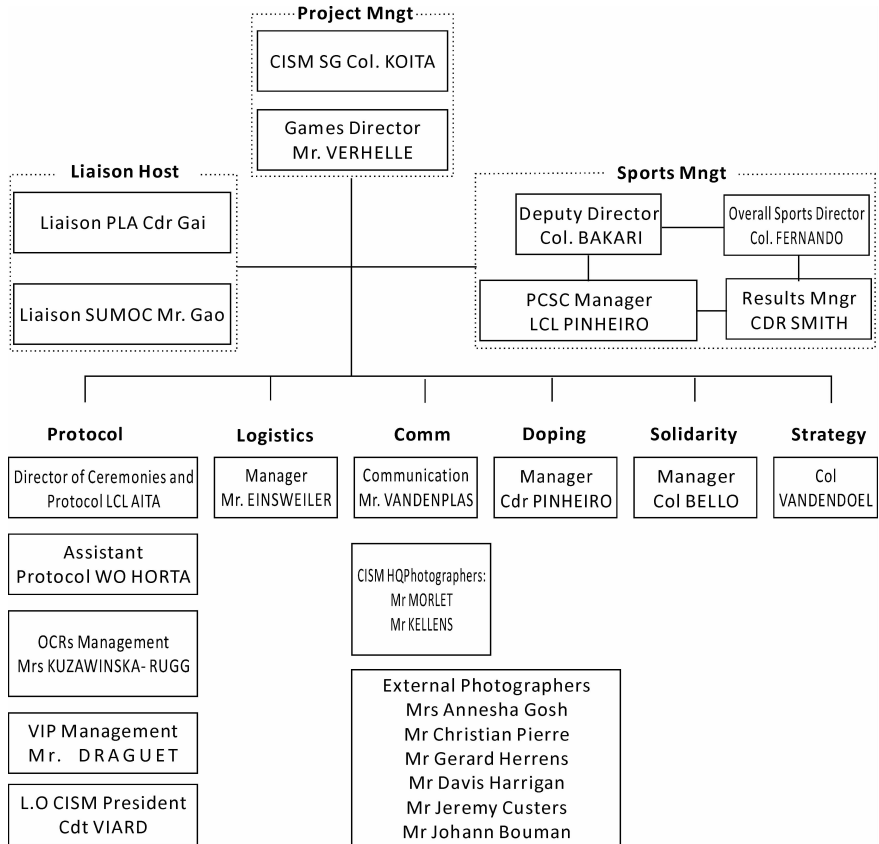 Project Mngt
CISM SG Col. KOITA
Games Director
Mr. VERHELLE
Liaison Host
Liaison PLA Cdr Gai
Liaison SUMOC Mr. Gao
Sports Mngt
Deputy Director
Col. BAKARI
Overall Sports Director
Col. FERNANDO
PCSC Manager
LCL PINHEIRO
Results Mngr
CDR SMITH
Protocol
Director of Ceremonies and
Protocol LCL AITA
Assistant
Protocol WO HORTA
OCRs Management
Mrs KUZAWINSKA- RUGG
VIP Management
Mr. DRAGUET
L.O CISM President
Cdt VIARD
Logistics
Manager
Mr. EINSWEILER
Comm
Communication
Mr. VANDENPLAS
CISM HQPhotographers:
Mr MORLET
Mr KELLENS
External Photographers
Mrs Annesha Gosh
Mr Christian Pierre
Mr Gerard Herrens
Mr Davis Harrigan
Mr Jeremy Custers
Mr Johann Bouman
Doping
Manager
Cdr PINHEIRO
Solidarity
Manager
Col BELLO
Strategy
Col
VANDENDOEL